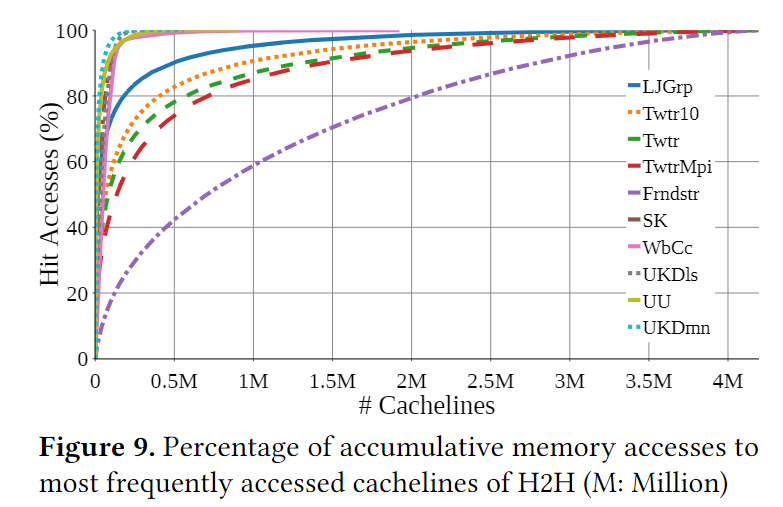 100
80
60
40
20
0
Hit Accesses (%)
0 0.5M 1M 1.5M 2M 2.5M 3M 3.5M 4M
# Cachelines
LJGrp
Twtr10
Twtr
TwtrMpi
Frndstr
SK
WbCc
UKDls
UU
UKDmn
Figure 9. Percentage of accumulative memory accesses to
most frequently accessed cachelines of H2H (M: Million)